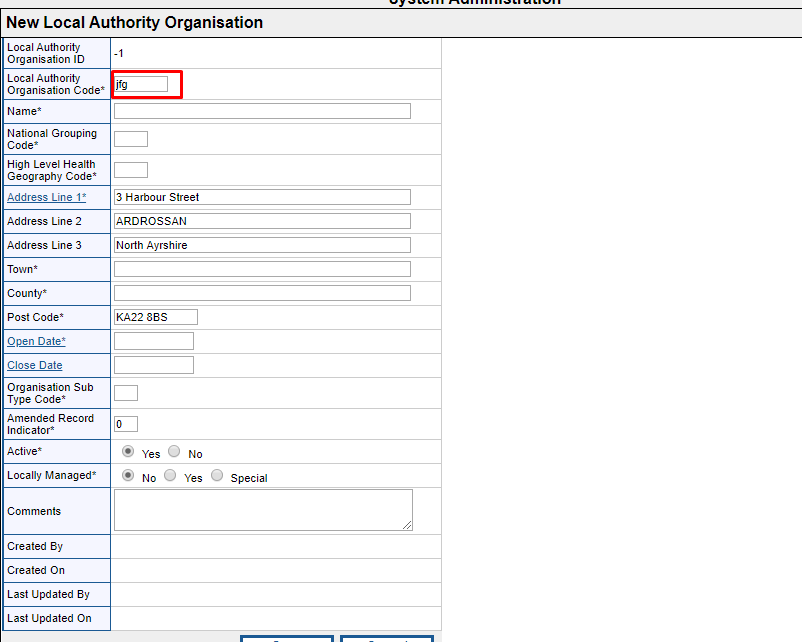 System Administration
New Local Authority Organisation
Local Authority
Organisation ID
-1
Local Authority
Organisation Code*
jfg
Name*
National Grouping
Code*
High Level Health
Geography Code*
Address Line 1*
3 Harbour Street
Address Line 2
ARDROSSAN
Address Line 3
North Ayrshire
Town*
County*
Post Code*
KA22 8BS
Open Date*
Close Date
Organisation Sub
Type Code*
Amended Record
Indicator*
0
Active*
Yes No
Locally Managed*
No Yes Special
Comments
Created By
Created On
Last Updated By
Last Updated On